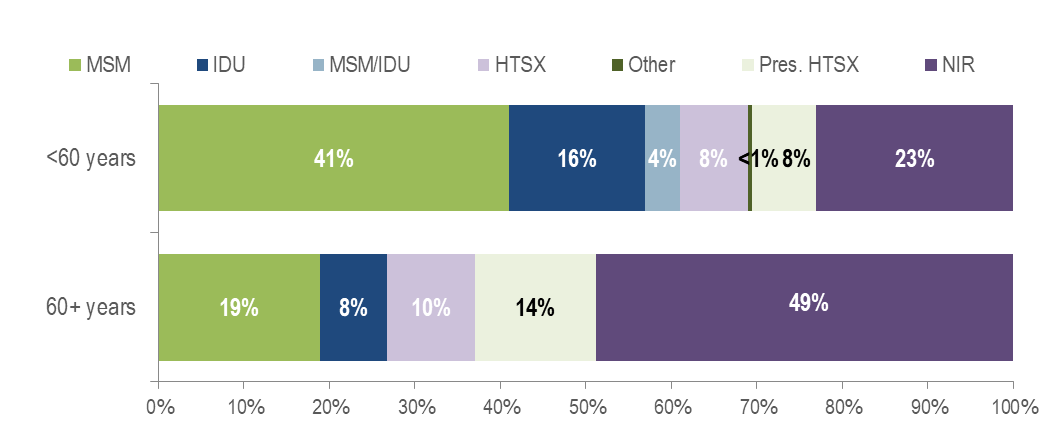 MSM IDU MSM/IDU HTSX Other Pres. HTSX NIR
<60 years 41% 16% 4% 8% <1% 8% 23%
60+ years 19% 8% 10% 14% 49%
0% 10% 20% 30% 40% 50% 60% 70% 80% 90% 100%